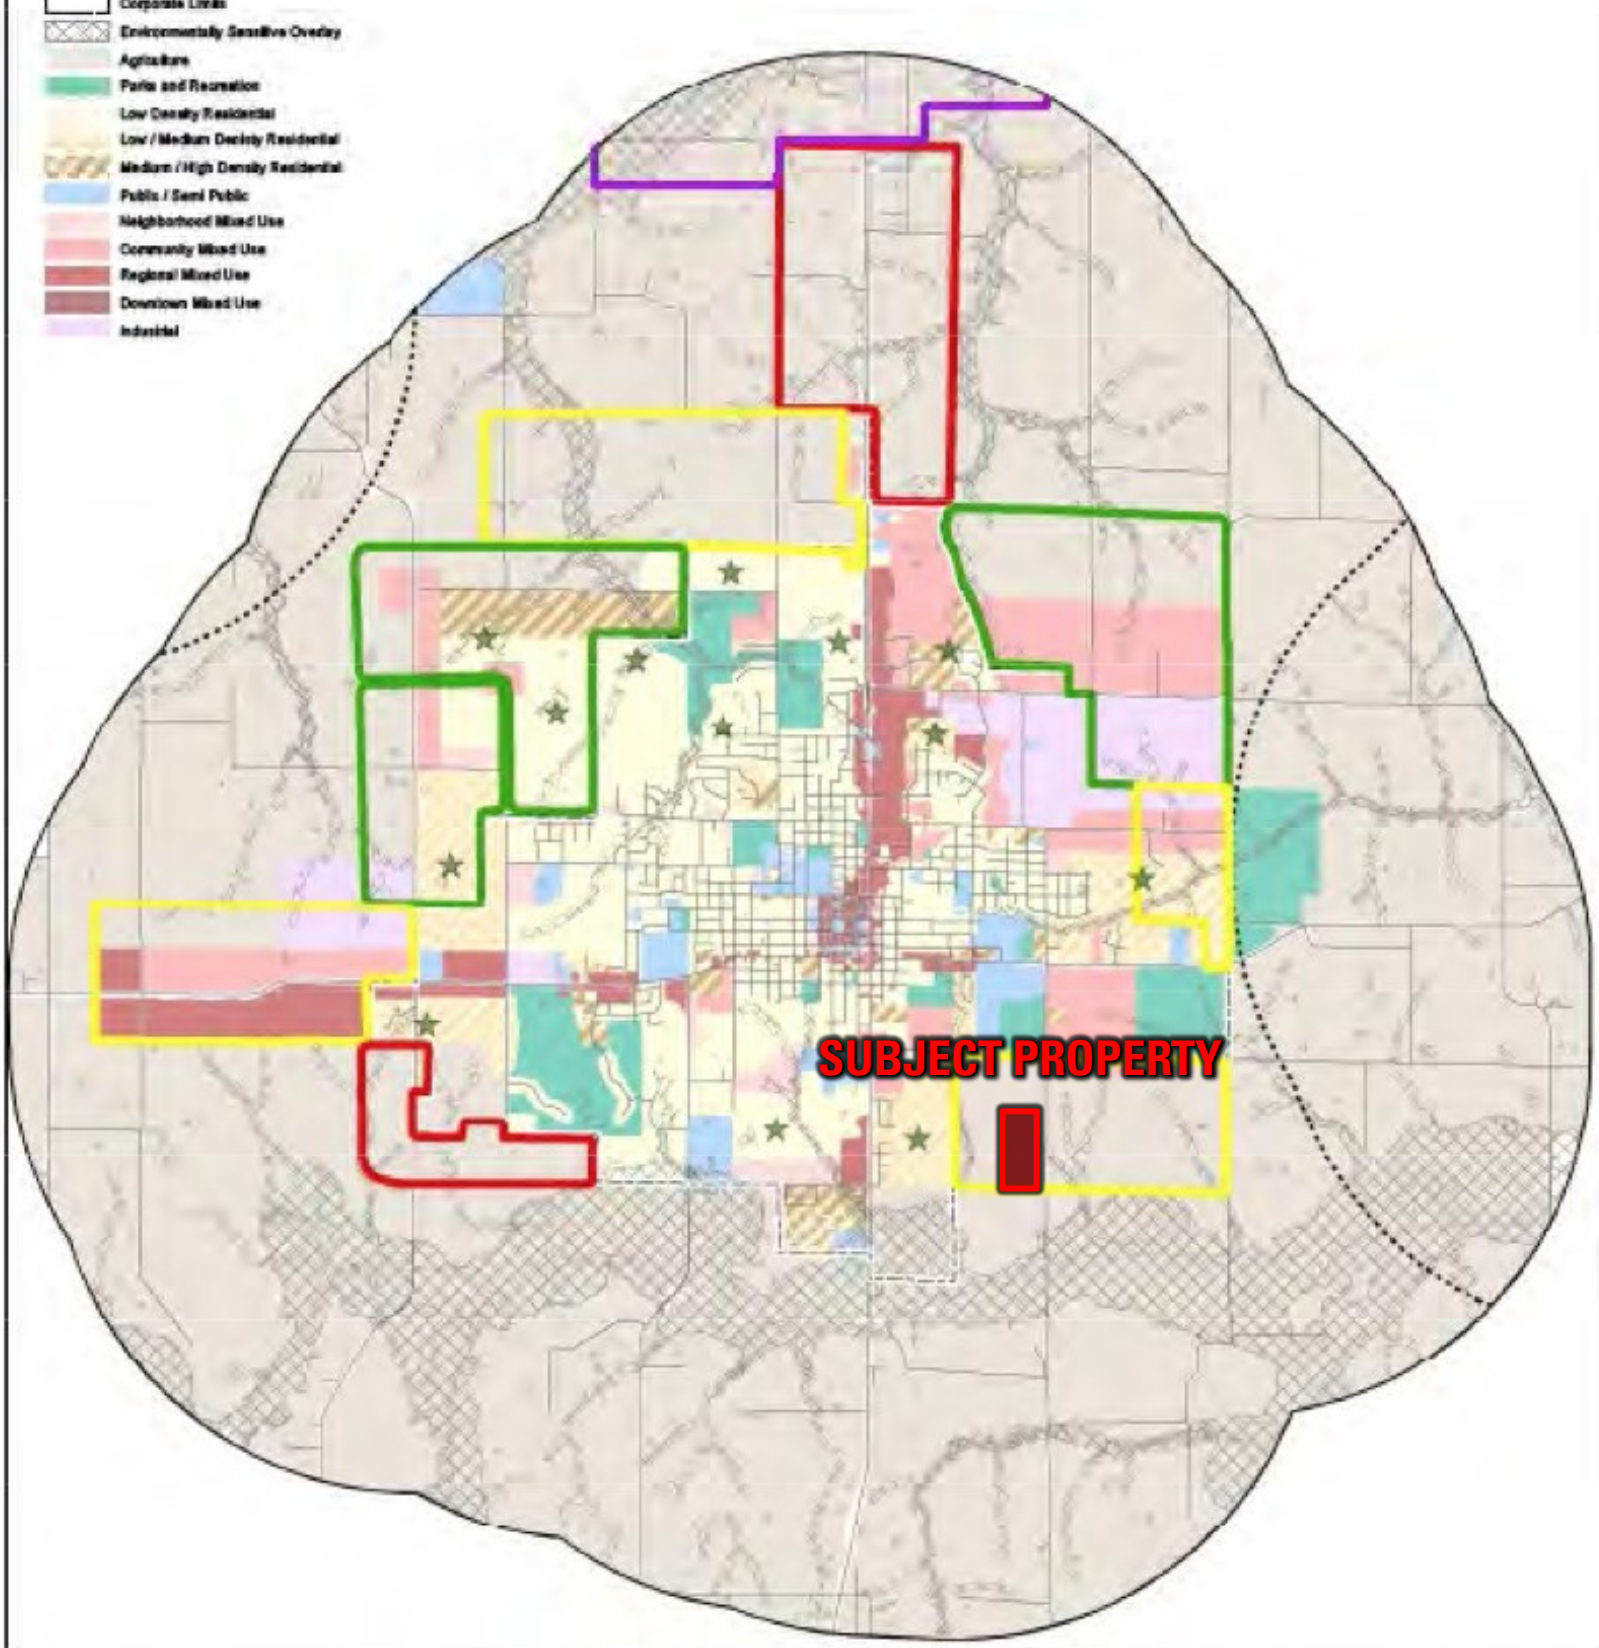 Corporate Limits
Environmentally Sensitive Overlay
Agriculture
Parks and Recreation
Low Density Residential
Low / Medium Denisty Residential
Medium / High Density Residential
Public / Semi Public
Neighborhood Mixed Use
Community Mixed Use
Regional Mixed Use
Downtown Mixed Use
Industrial
SUBJECT PROPERTY